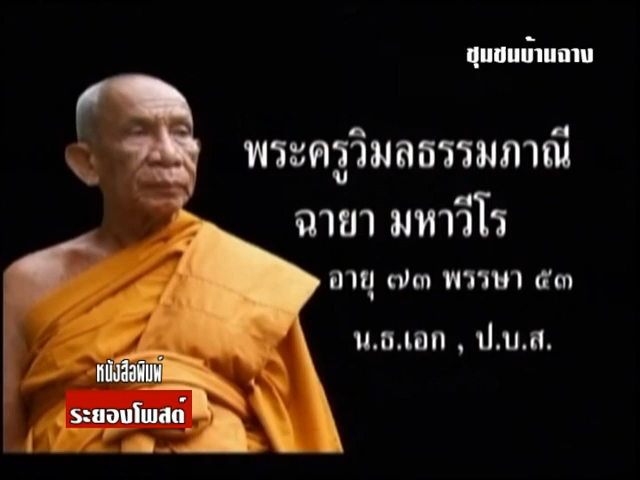 ชุมชนบ้านฉาง
พระครูวิมลธรรมภาณี
ฉายา มหาวีโร
อายุ ๗๓ พรรษา ๕๓
น.ธ.เอก , ป.บ.ส.
หนังสือพิมพ์
ระยองโพสต์